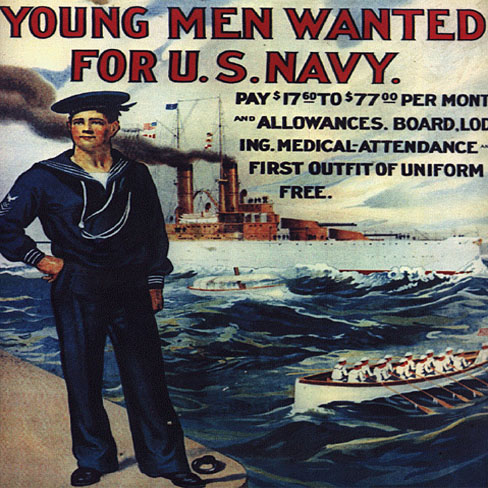 YOUNG MEN WANTED
FOR U.S. NAVY.
PAY $17 60 TO $77 00 PER MONT
AND ALLOWANCES. BOARD, LOD
ING. MEDICAL-ATTENDANCE AN
FIRST OUTFIT OF UNIFORM
FREE.